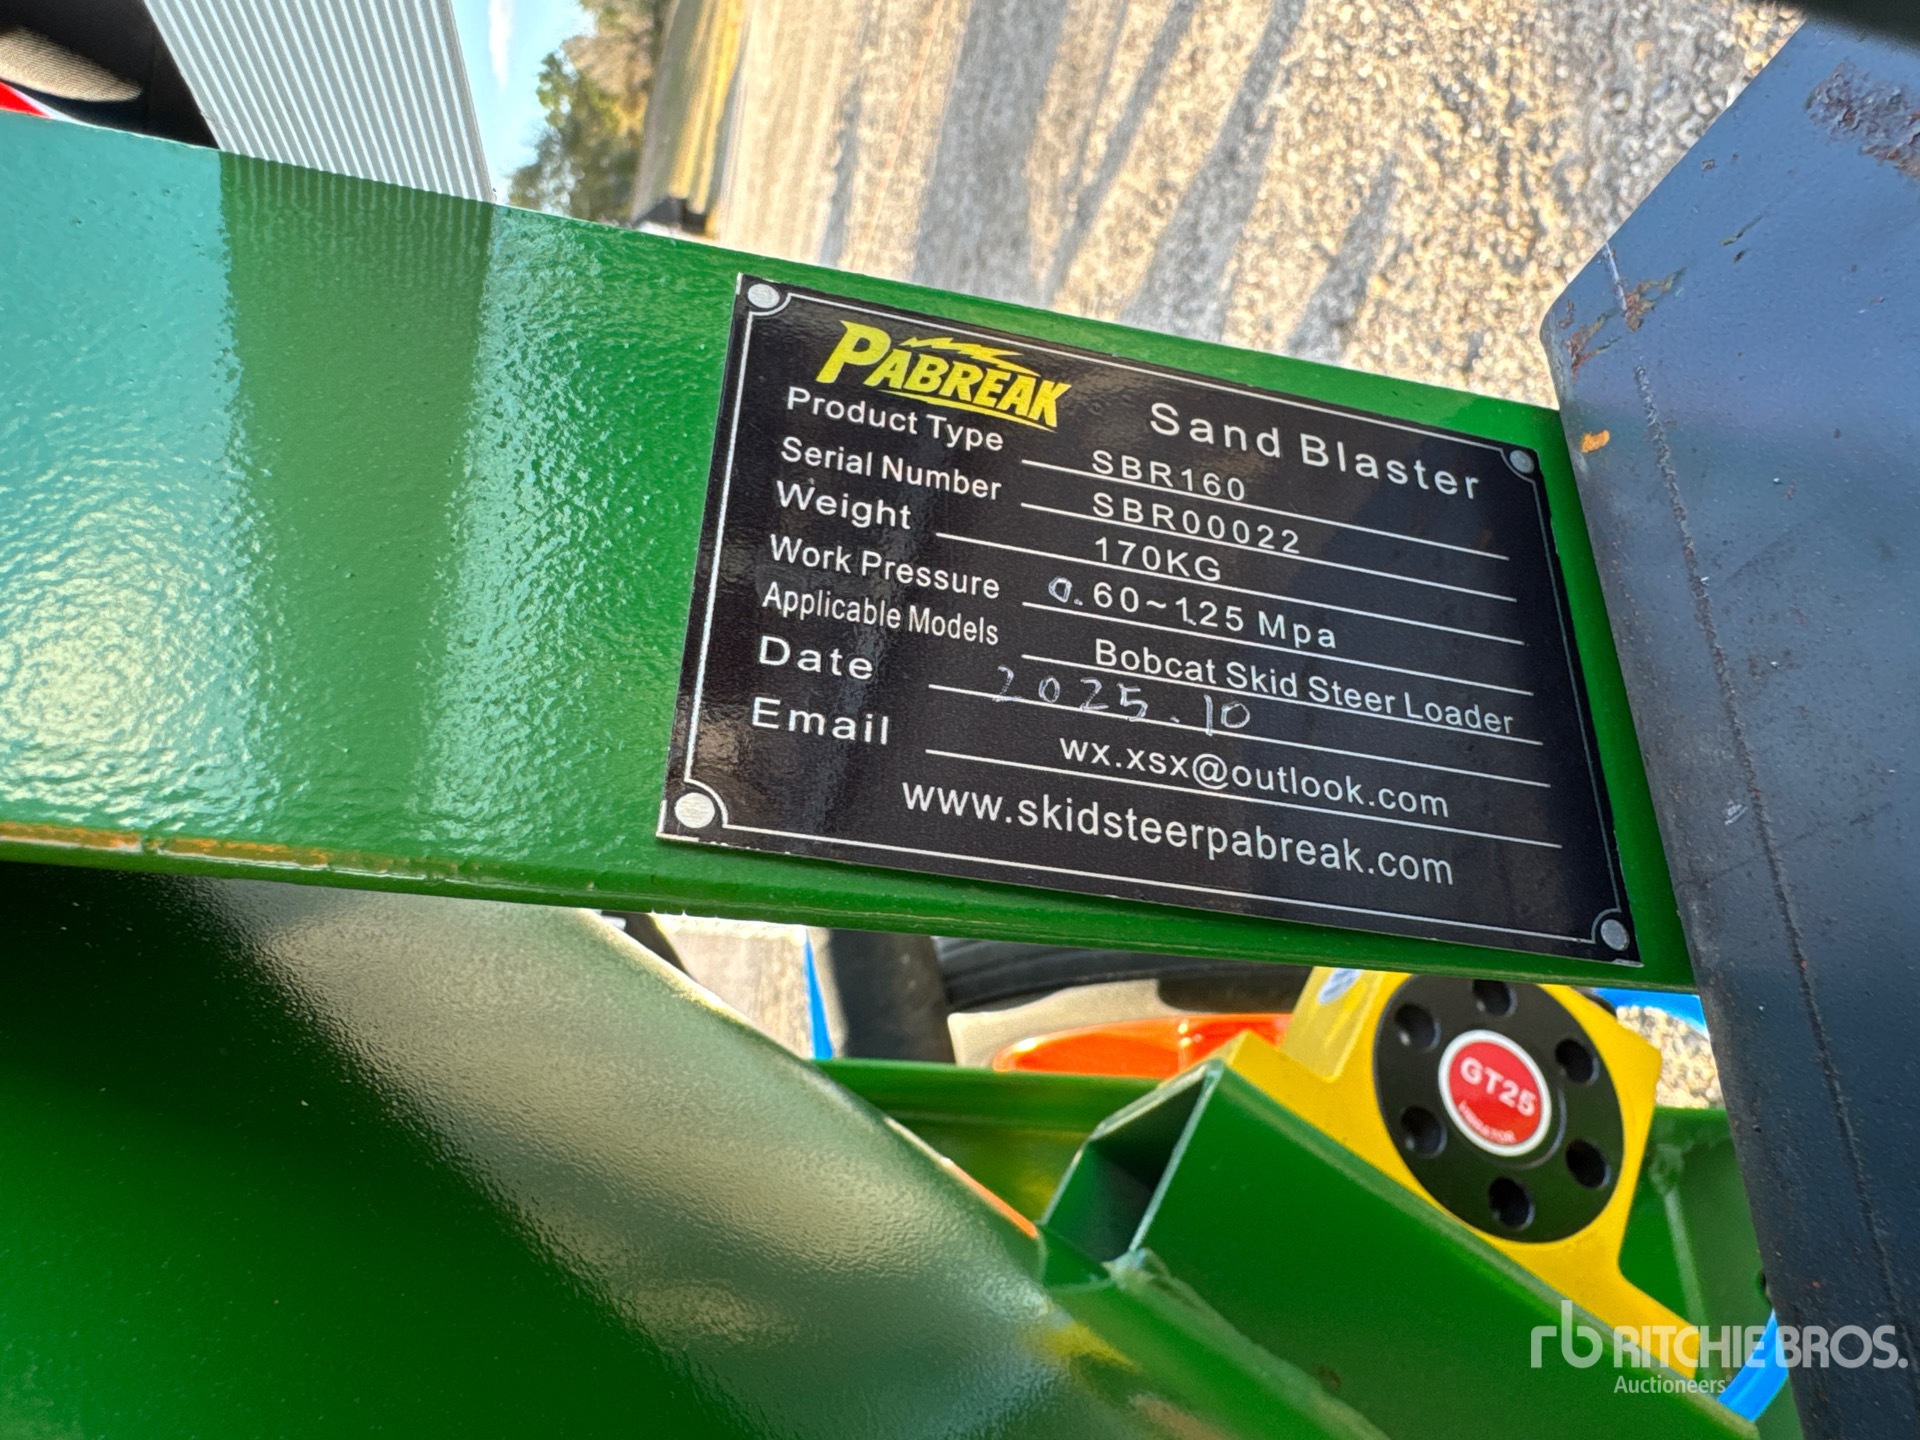 PABREAK
Sand Blaster
Product Type SBR160
Serial Number SBR00022
Weight 170KG
Work Pressure 0.60~1.25 Mpa
Applicable Models Bobcat Skid Steer Loader
Date 2025.10
Email wx.xsx@outlook.com
www.skidsteerpabreak.com
GT25
VIBRATOR
rb RITCHIE BROS.
Auctioneers